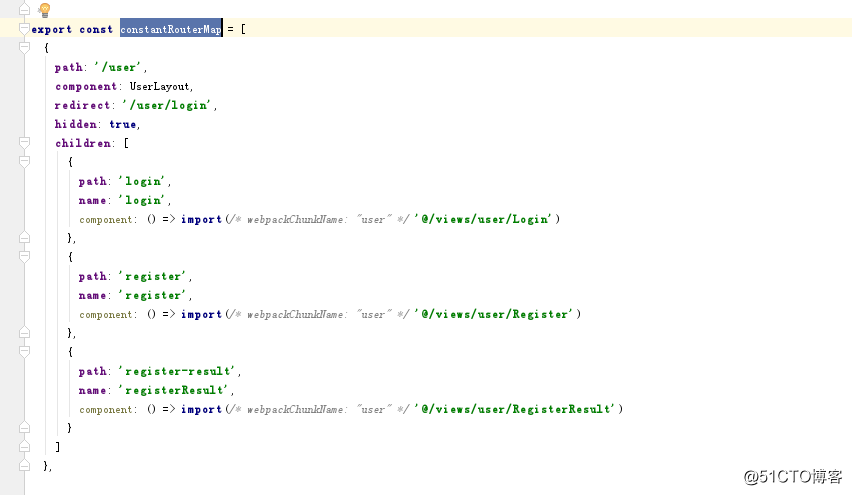 export const constantRouterMap = [
  {
    path: '/user',
    component: UserLayout,
    redirect: '/user/login',
    hidden: true,
    children: [
      {
        path: 'login',
        name: 'login',
        component: () => import(/* webpackChunkName: "user" */ '@/views/user/Login')
      },
      {
        path: 'register',
        name: 'register',
        component: () => import(/* webpackChunkName: "user" */ '@/views/user/Register')
      },
      {
        path: 'register-result',
        name: 'registerResult',
        component: () => import(/* webpackChunkName: "user" */ '@/views/user/RegisterResult')
      }
    ]
  },
@51CTO博客